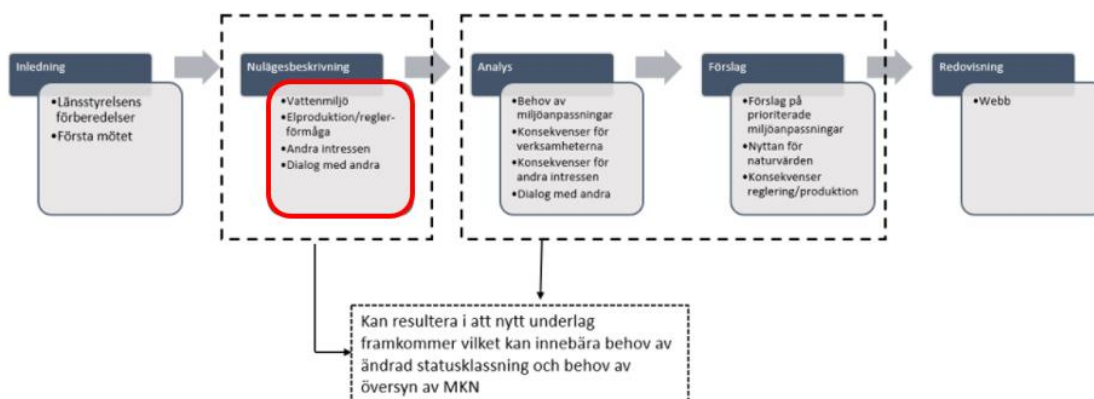 Inledning
•Länsstyrelsens
förberedelser
•Första mötet
Nulägesbeskrivning
•Vattenmiljö
•Elproduktion/regler-
förmåga
•Andra intressen
•Dialog med andra
Analys
•Behov av
miljöanpassningar
•Konsekvenser för
verksamheterna
•Konsekvenser för
andra intressen
•Dialog med andra
Förslag
•Förslag på
prioriterade
miljöanpassningar
•Nyttan för
naturvården
•Konsekvenser
reglering/produktion
Redovisning
•Webb
Kan resultera i att nytt underlag
framkommer vilket kan innebära behov av
ändrad statusklassning och behov av
översyn av MKN